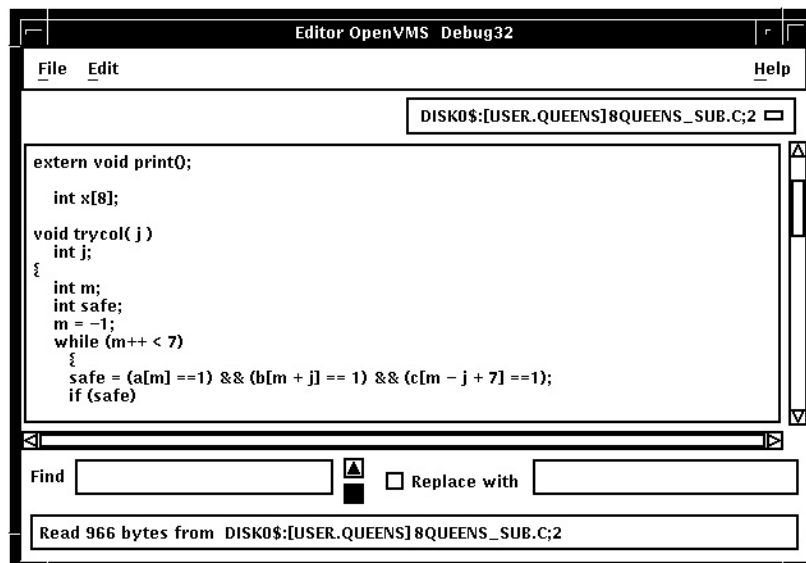 Editor OpenVMS Debug32
File Edit Help
DISK0$:[USER.QUEENS]8QUEENS_SUB.C;2
extern void print();
int x[8];
void trycol( j )
int j;
{
int m;
int safe;
m = −1;
while (m++ < 7)
{
safe = (a[m] ==1) && (b[m + j] == 1) && (c[m − j + 7] ==1);
if (safe)
Find Replace with
Read 966 bytes from DISK0$:[USER.QUEENS]8QUEENS_SUB.C;2